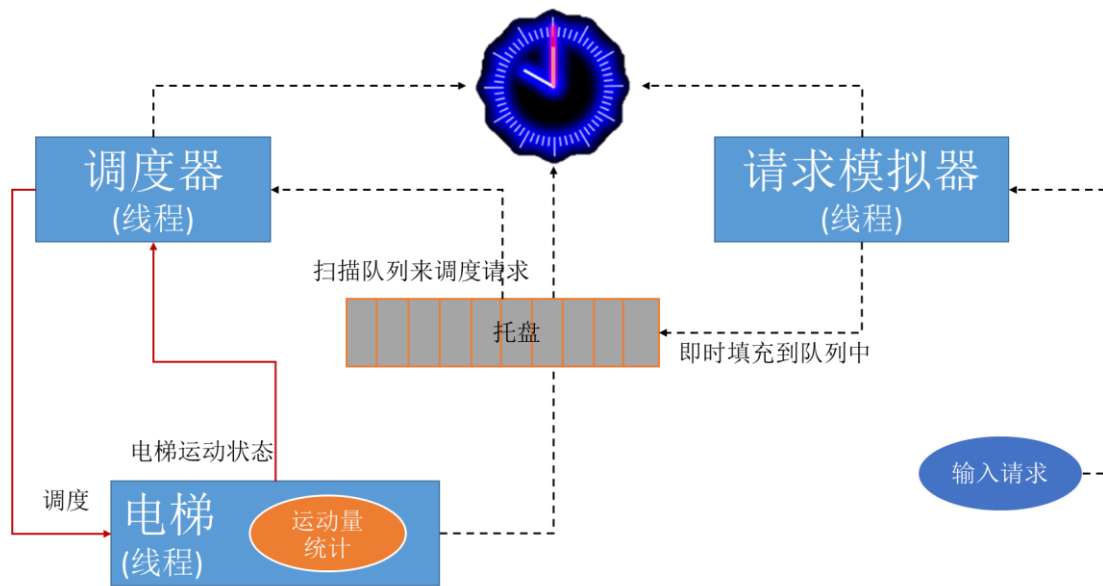 调度器
(线程)
请求模拟器
(线程)
扫描队列来调度请求
托盘
即时填充到队列中
电梯运动状态
调度
电梯
(线程)
运动量
统计
输入请求